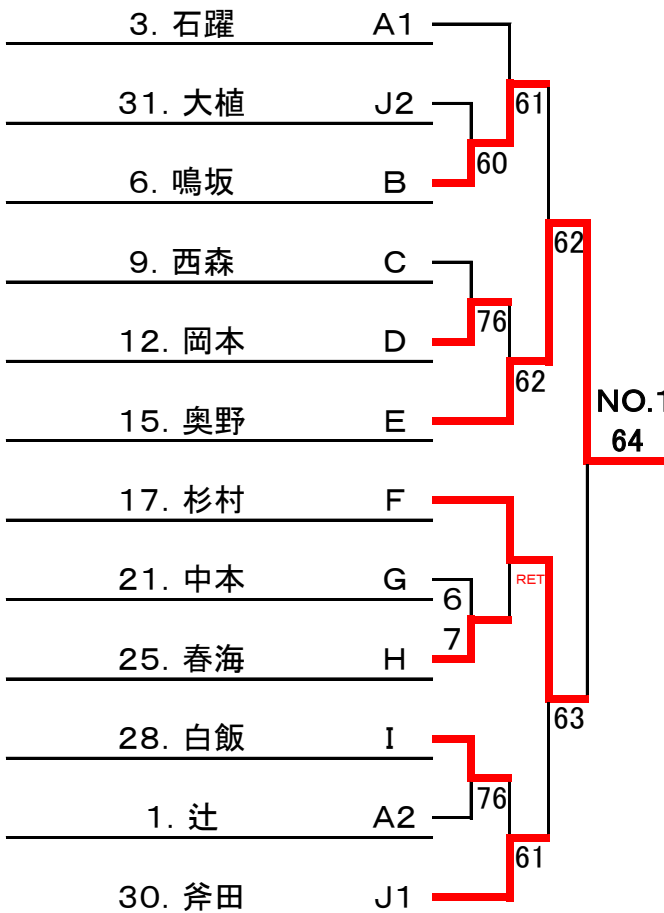 3. 石躍 A1
61
31. 大植 J2
60
6. 鳴坂 B
62
9. 西森 C
76
12. 岡本 D
62
15. 奥野 E
NO.1
64
17. 杉村 F
RET
21. 中本 G
6
7
25. 春海 H
63
28. 白飯 I
76
1. 辻 A2
61
30. 斧田 J1